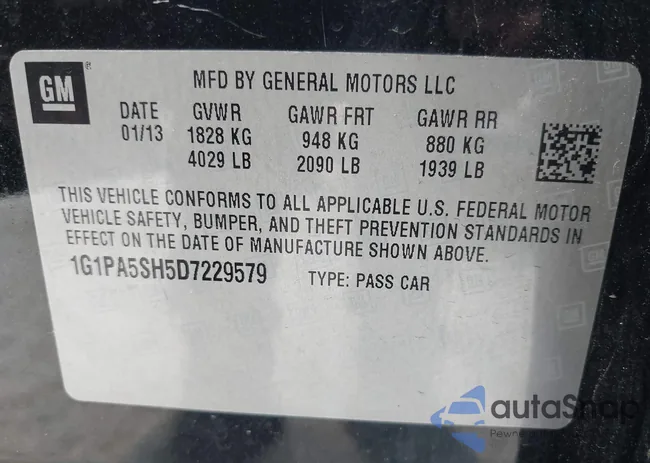 GM
MFD BY GENERAL MOTORS LLC
DATE GVWR GAWR FRT GAWR RR
01/13 1828 KG 948 KG 880 KG
4029 LB 2090 LB 1939 LB
THIS VEHICLE CONFORMS TO ALL APPLICABLE U.S. FEDERAL MOTOR
VEHICLE SAFETY, BUMPER, AND THEFT PREVENTION STANDARDS IN
EFFECT ON THE DATE OF MANUFACTURE SHOWN ABOVE.
1G1PA5SH5D7229579 TYPE: PASS CAR
autoSnap